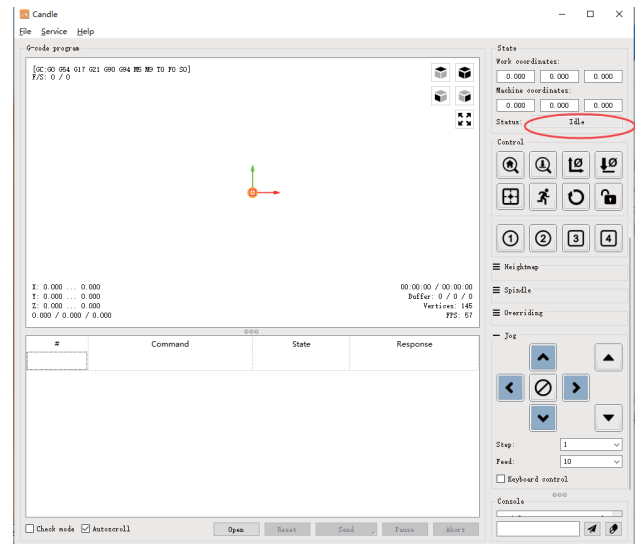 Candle
File Service Help
G-code program
[GC:G0 G54 G17 G21 G90 G94 M5 M9 T0 F0 S0]
F/S: 0 / 0
X: 0.000 ... 0.000
Y: 0.000 ... 0.000
Z: 0.000 ... 0.000
0.000 / 0.000 / 0.000
00:00:00 / 00:00:00
Buffer: 0 / 0 / 0
Vertices: 145
FPS: 57
# Command State Response
Check mode Autoscroll Open Reset Send Pause Abort
State
Work coordinates:
0.000 0.000 0.000
Machine coordinates:
0.000 0.000 0.000
Status: Idle
Control
1 2 3 4
Heightmap
Spindle
Overriding
Jog
Step: 1
Feed: 10
Keyboard control
Console